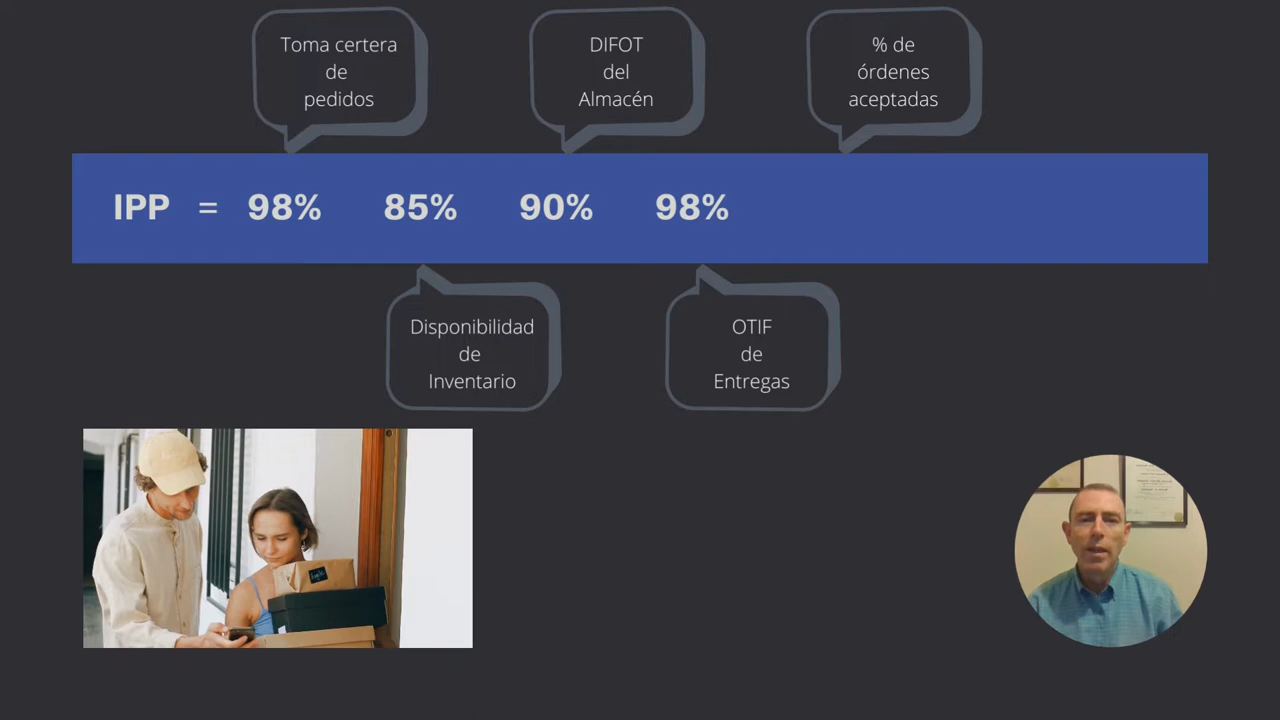 Toma certera
de
pedidos
DIFOT
del
Almacén
% de
órdenes
aceptadas
IPP = 98% 85% 90% 98%
Disponibilidad
de
Inventario
OTIF
de
Entregas